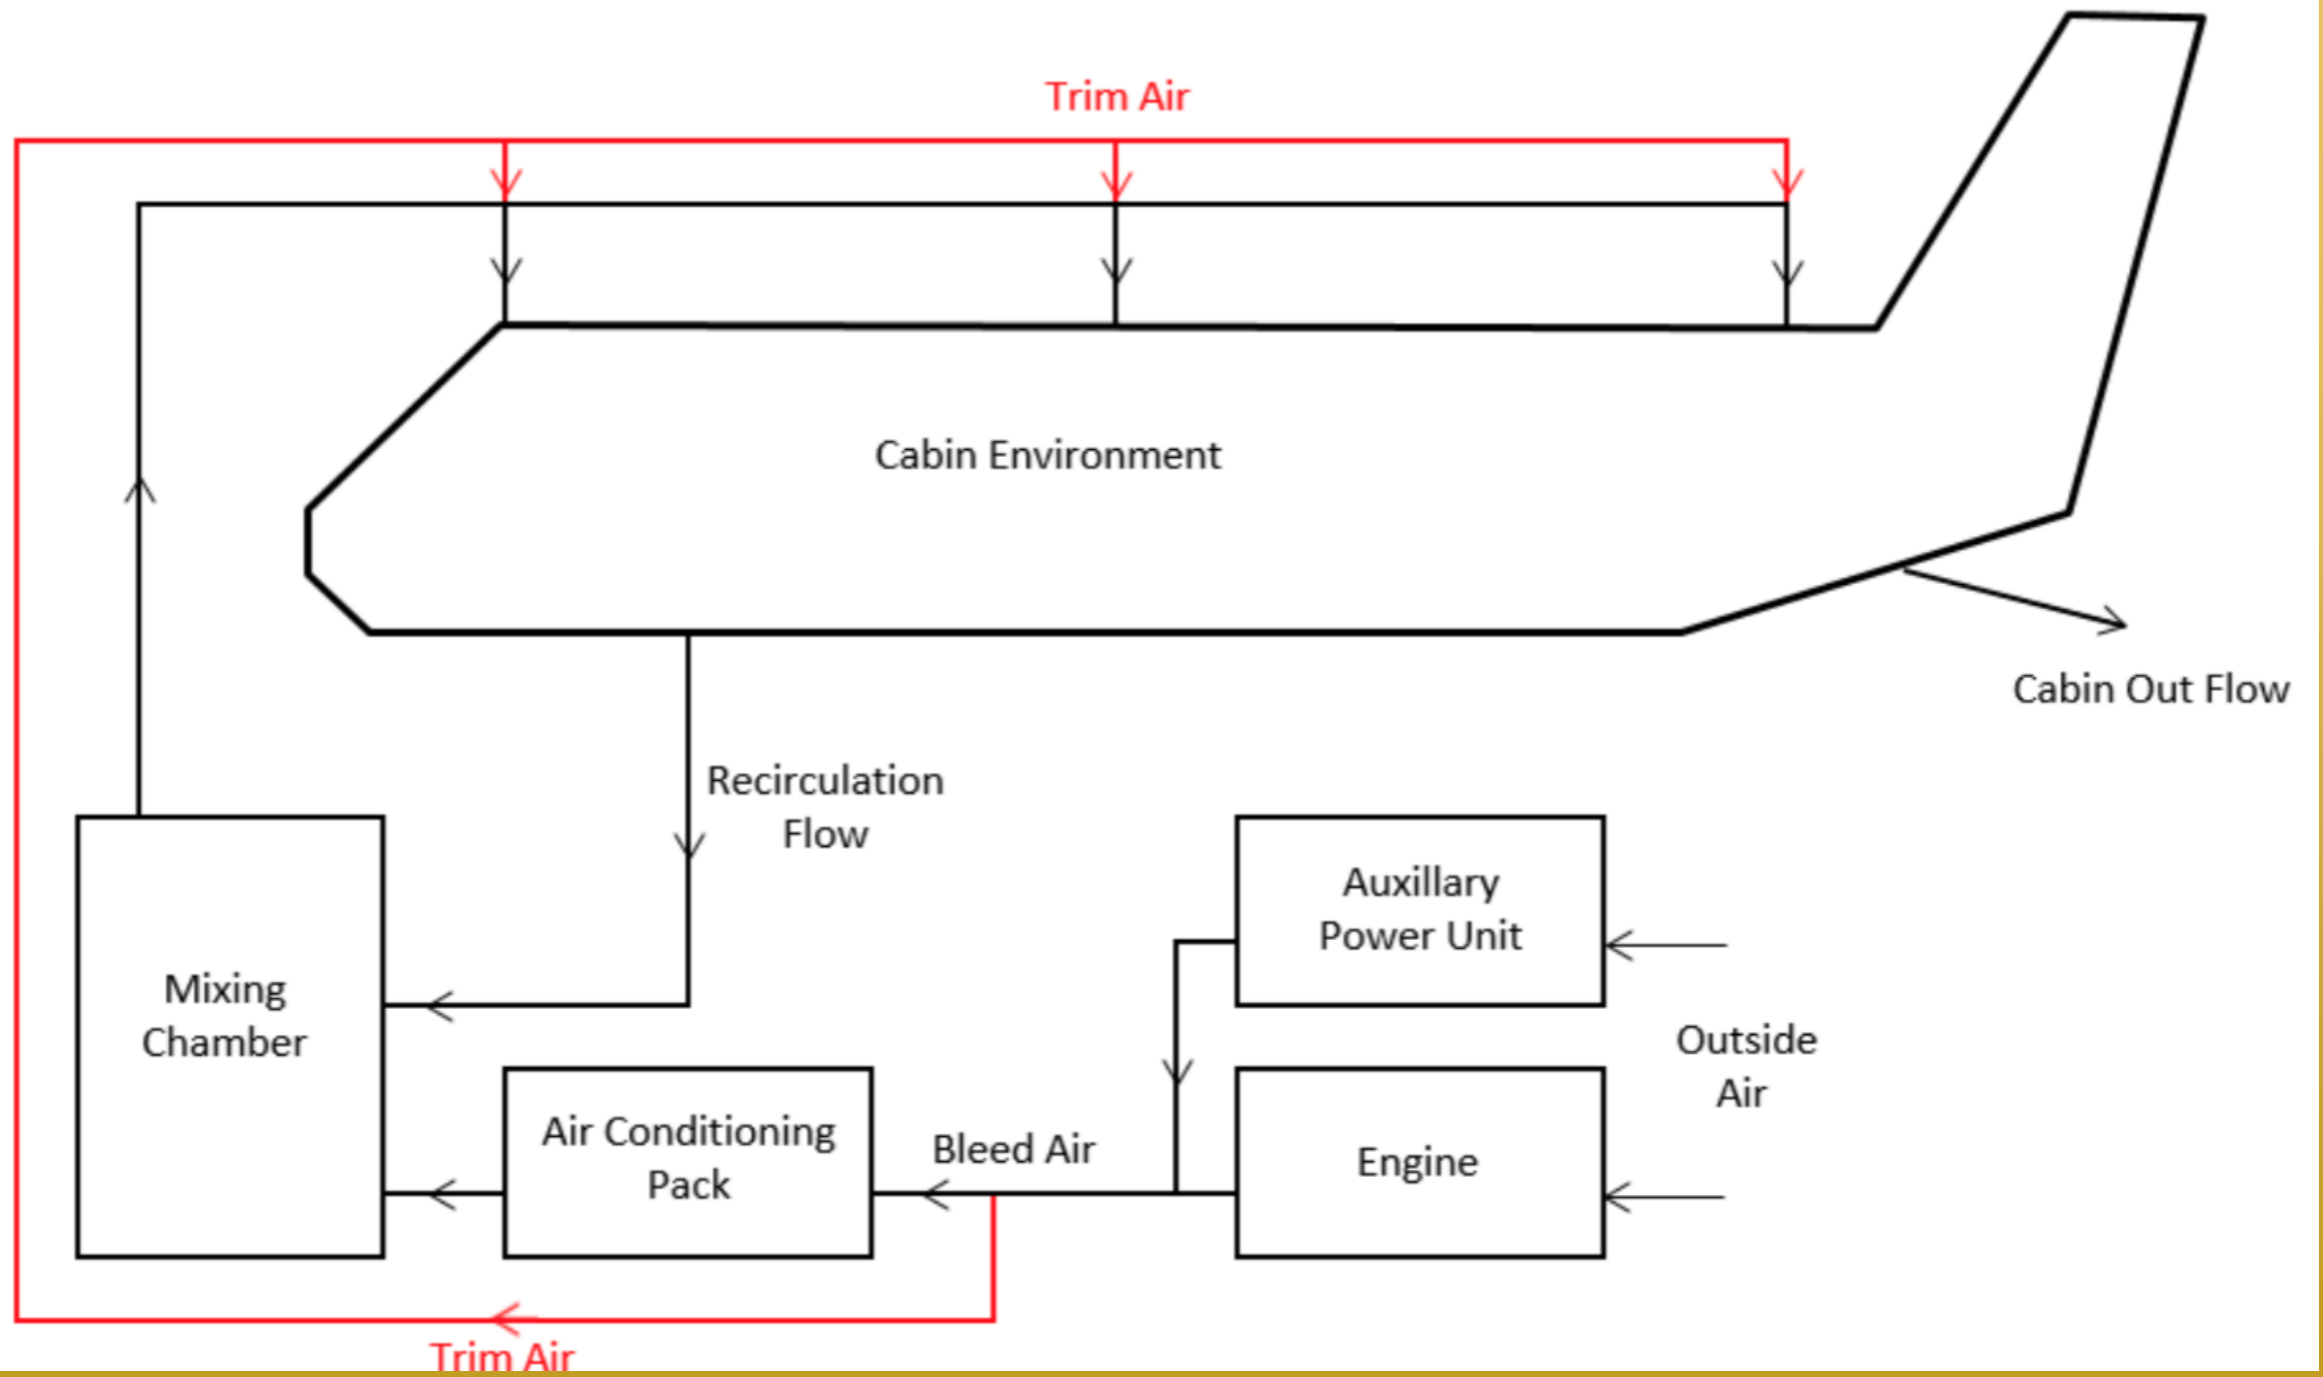 Trim Air
Cabin Environment
Cabin Out Flow
Recirculation
Flow
Auxillary
Power Unit
Mixing
Chamber
Outside
Air
Air Conditioning
Pack
Bleed Air
Engine
Trim Air